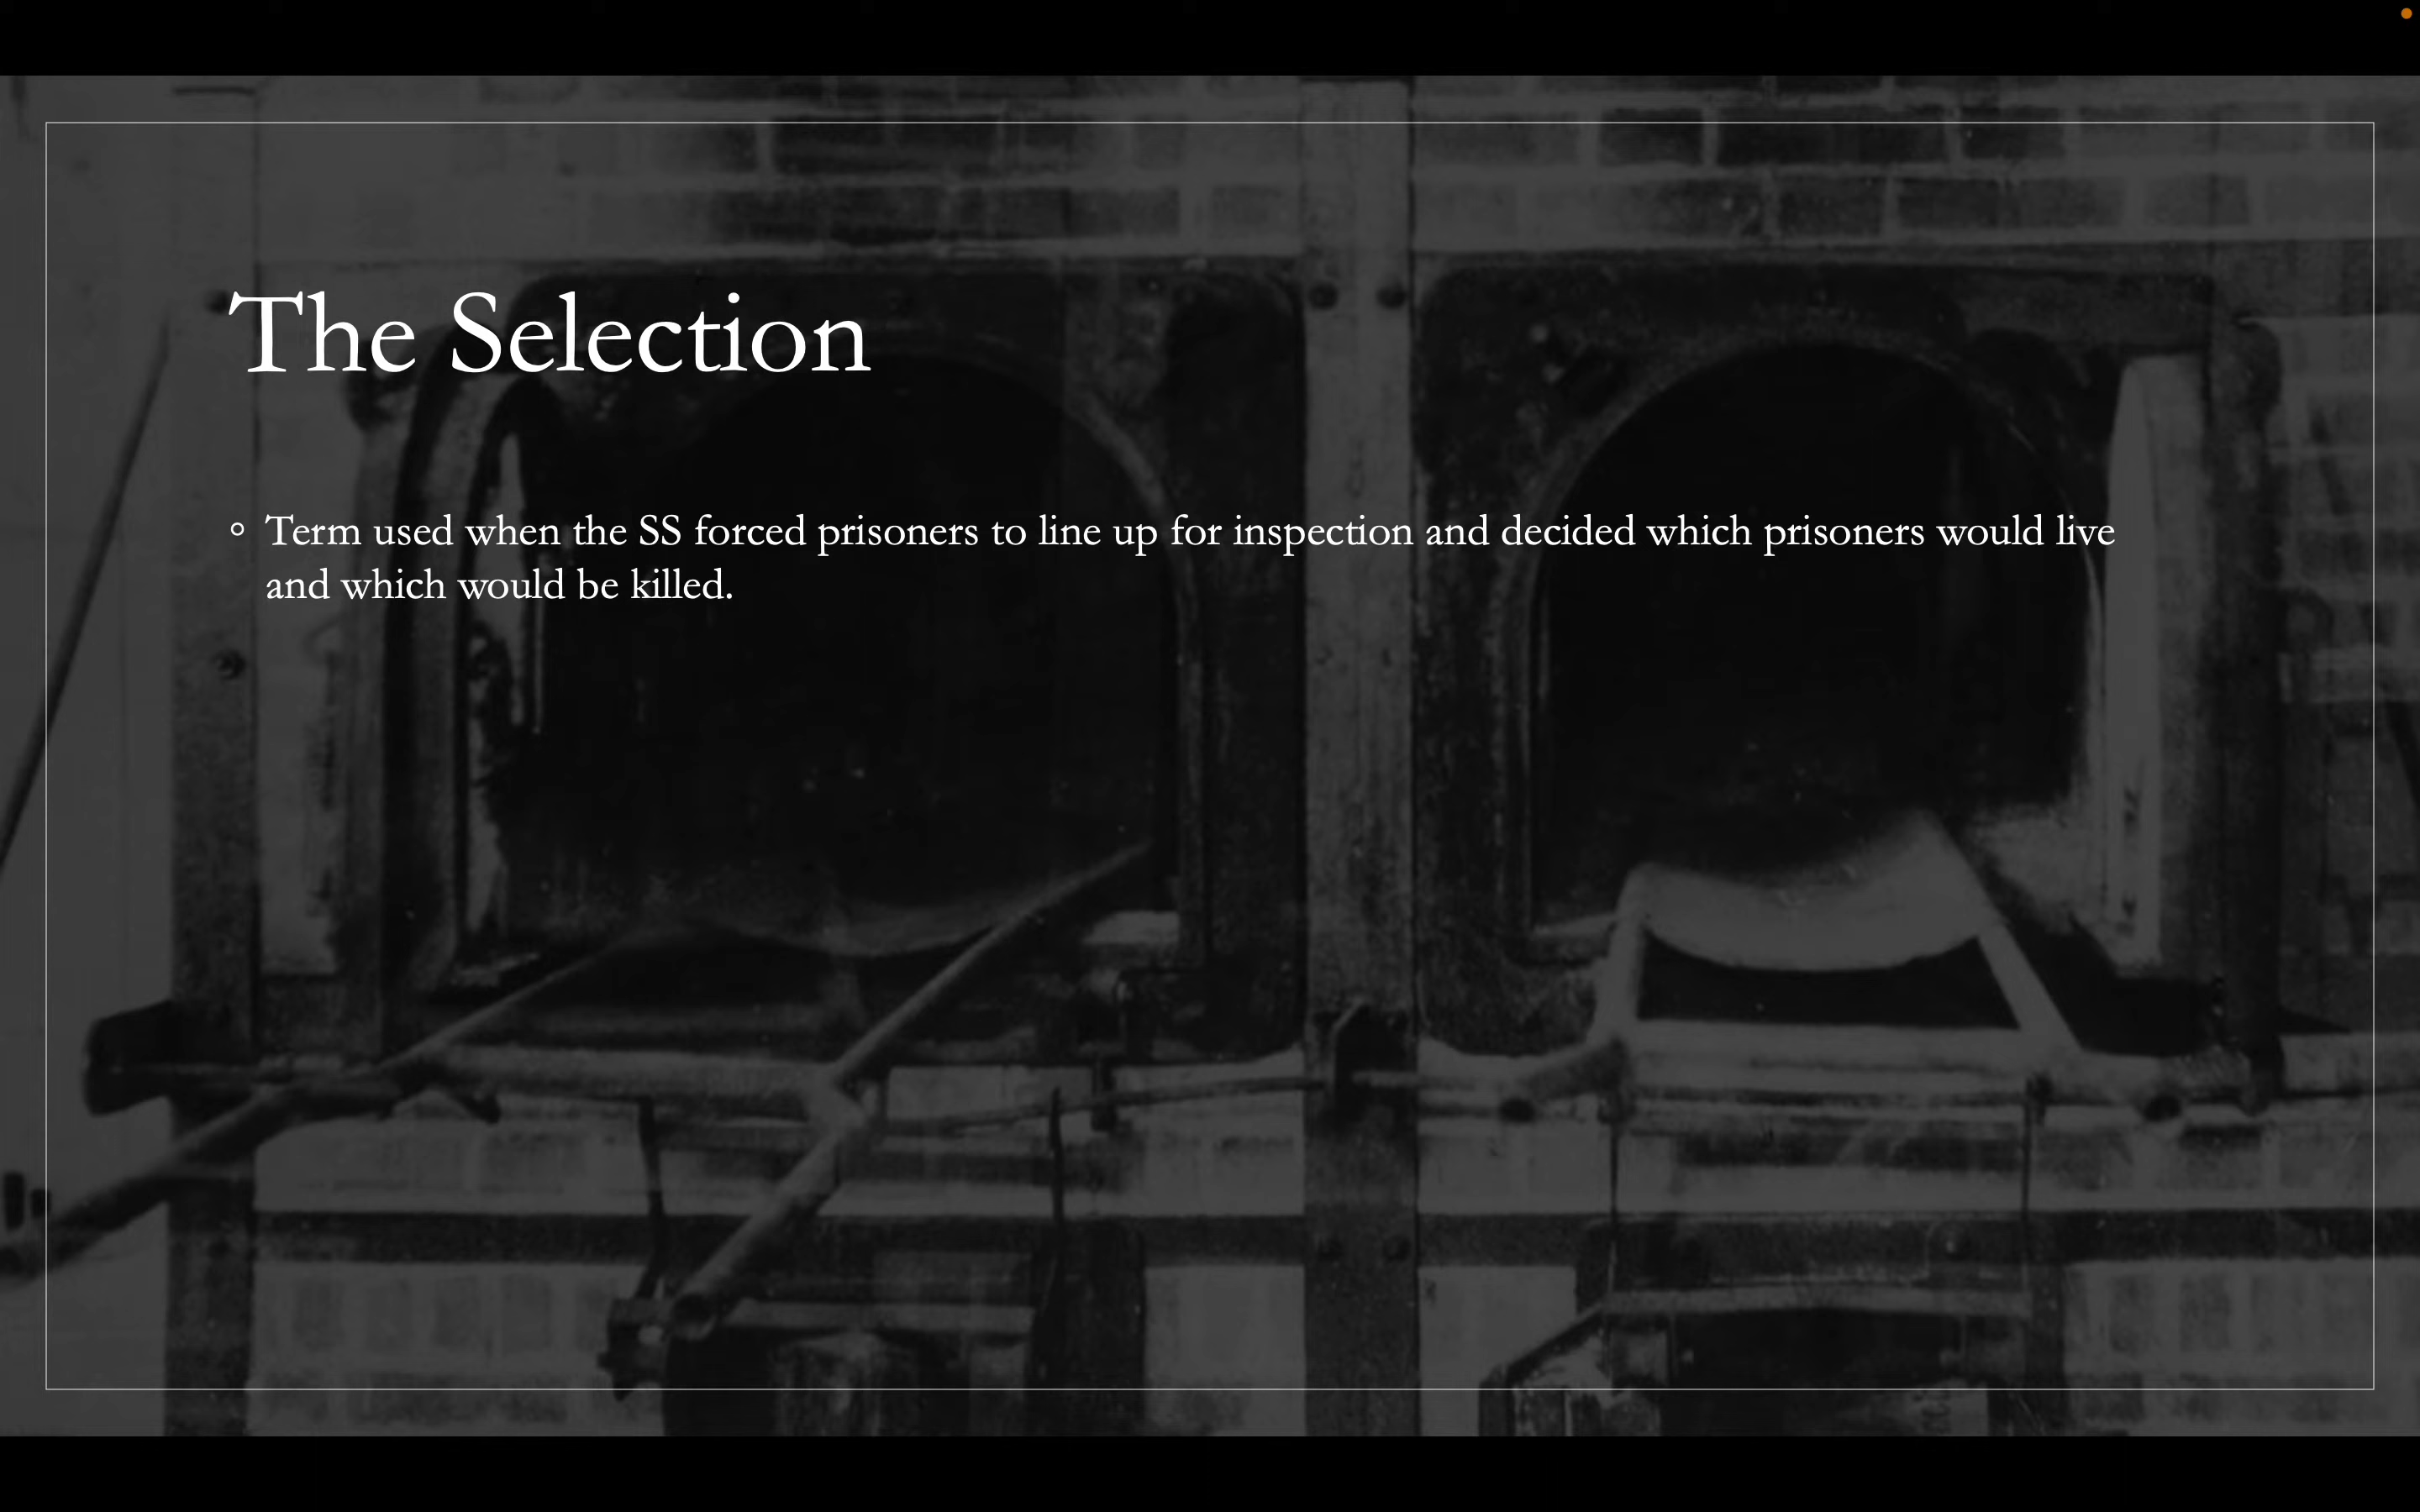 The Selection
Term used when the SS forced prisoners to line up for inspection and decided which prisoners would live
and which would be killed.